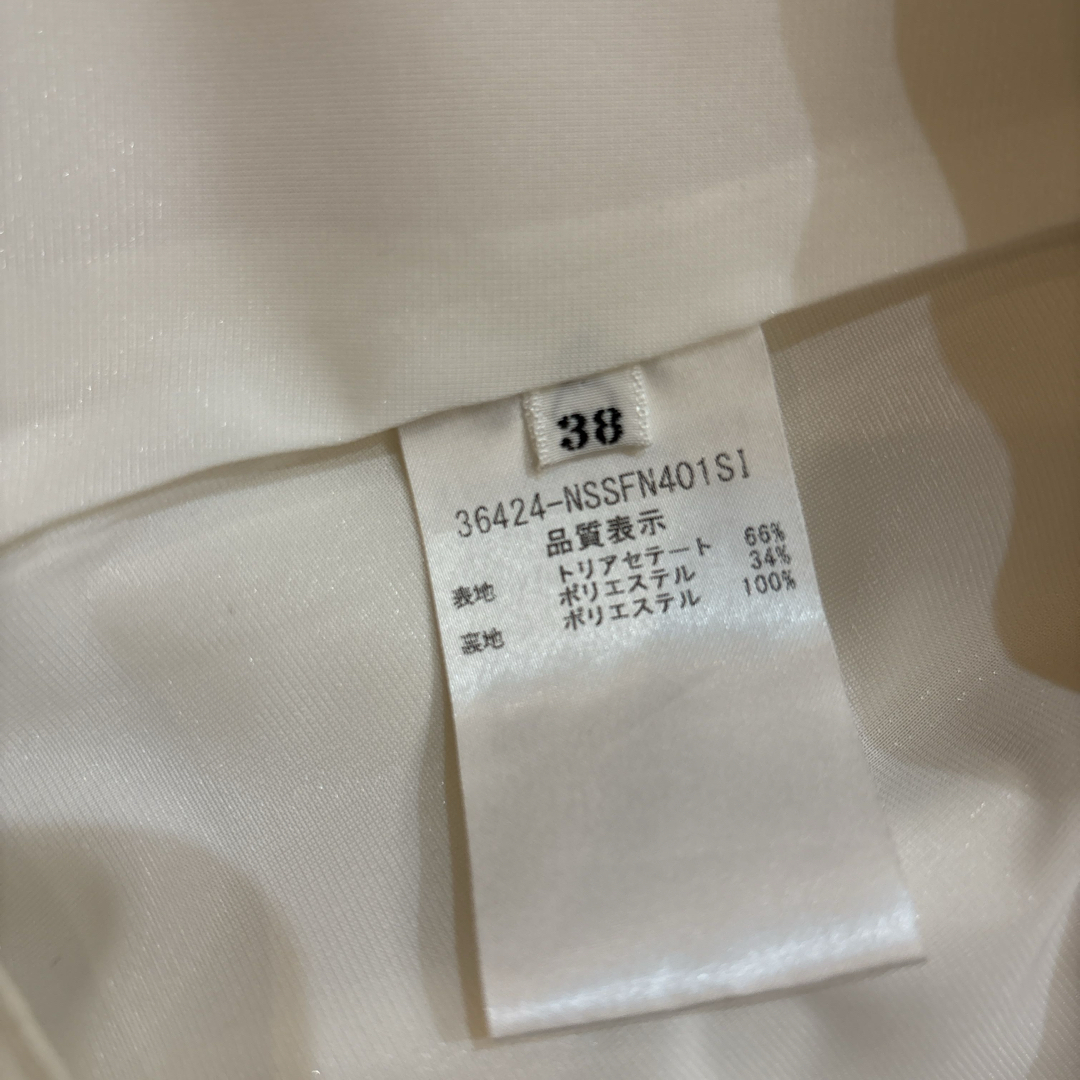 38
36424-NSSFN401SI
品質表示
表地 トリアセテート 66%
ポリエステル 34%
裏地 ポリエステル 100%